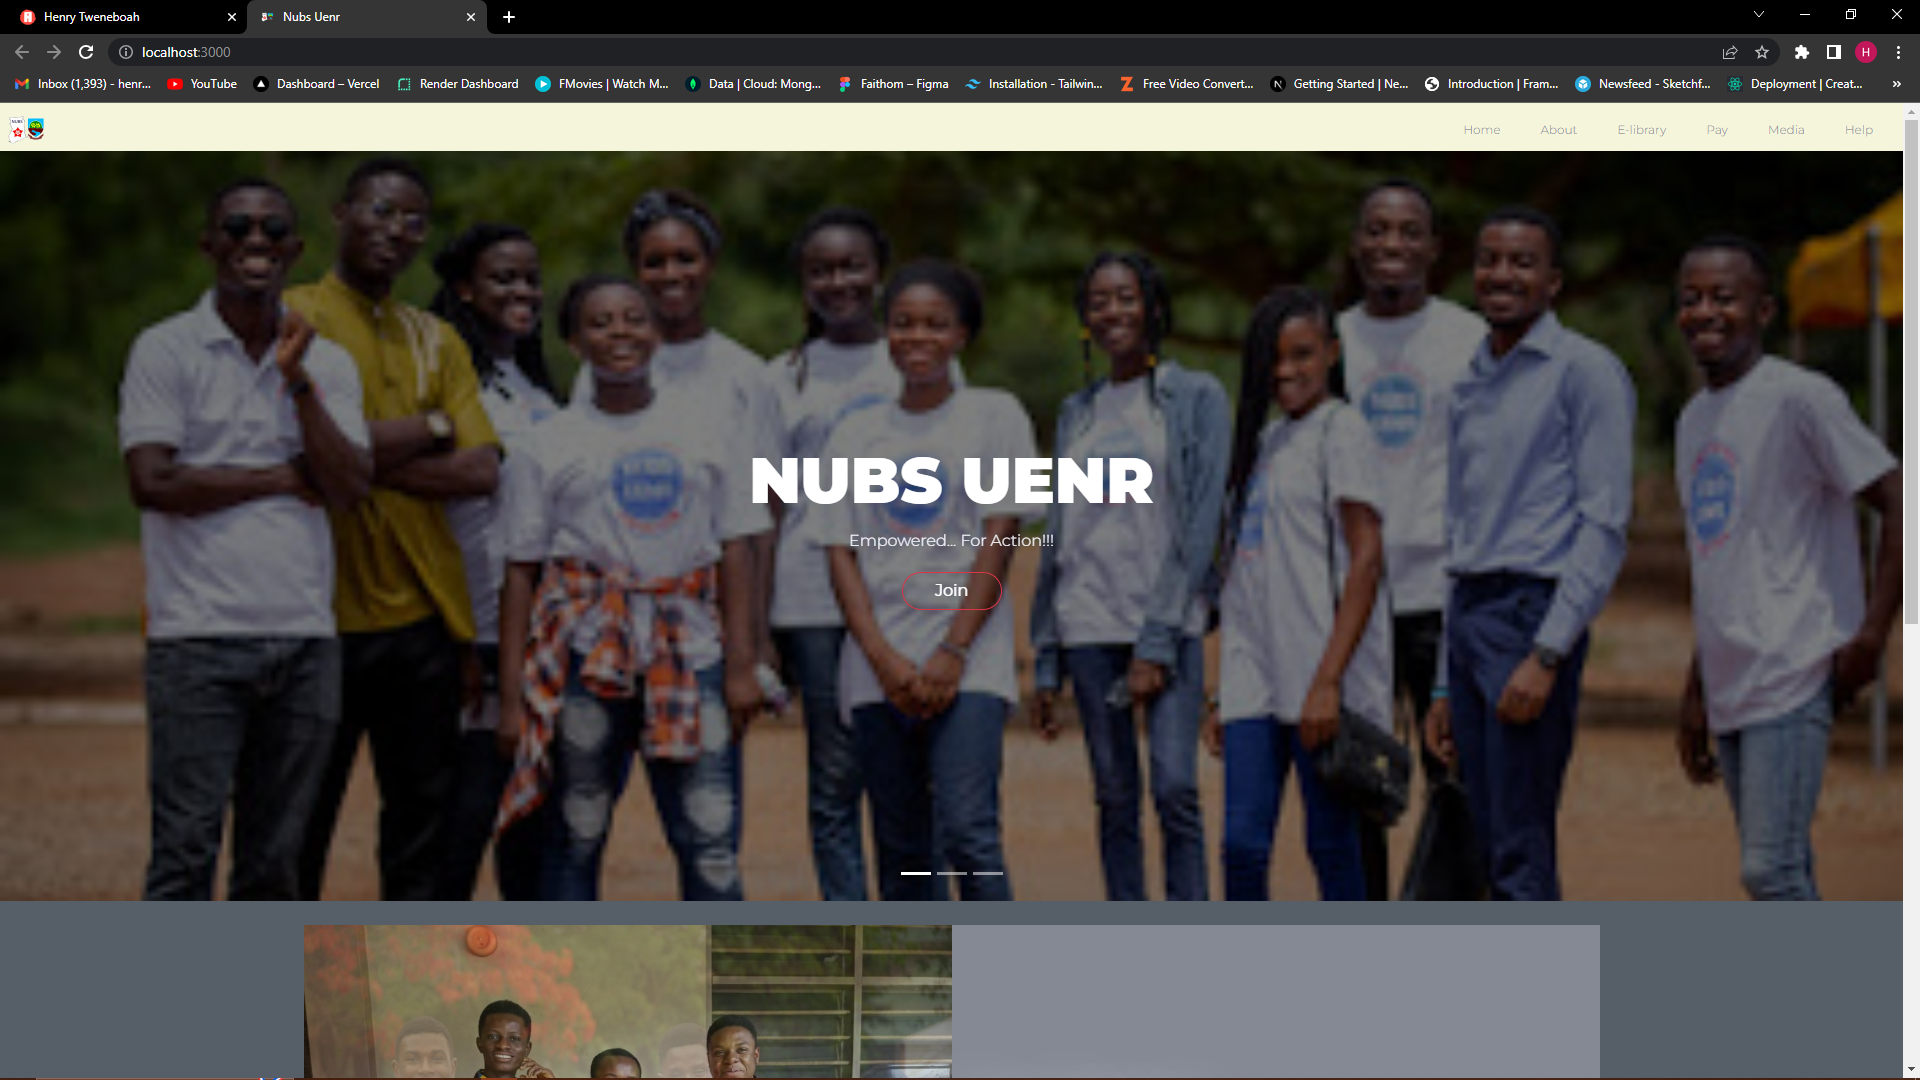 Henry Tweneboah
Nubs Uenr
localhost:3000
H
Inbox (1,393) - henr...
YouTube
Dashboard – Vercel
Render Dashboard
FMovies | Watch M...
Data | Cloud: Mong...
Faithom – Figma
Installation - Tailwin...
Free Video Convert...
Getting Started | Ne...
Introduction | Fram...
Newsfeed - Sketchf...
Deployment | Creat...
»
NUBS
Home
About
E-library
Pay
Media
Help
NUBS UENR
Empowered... For Action!!!
Join